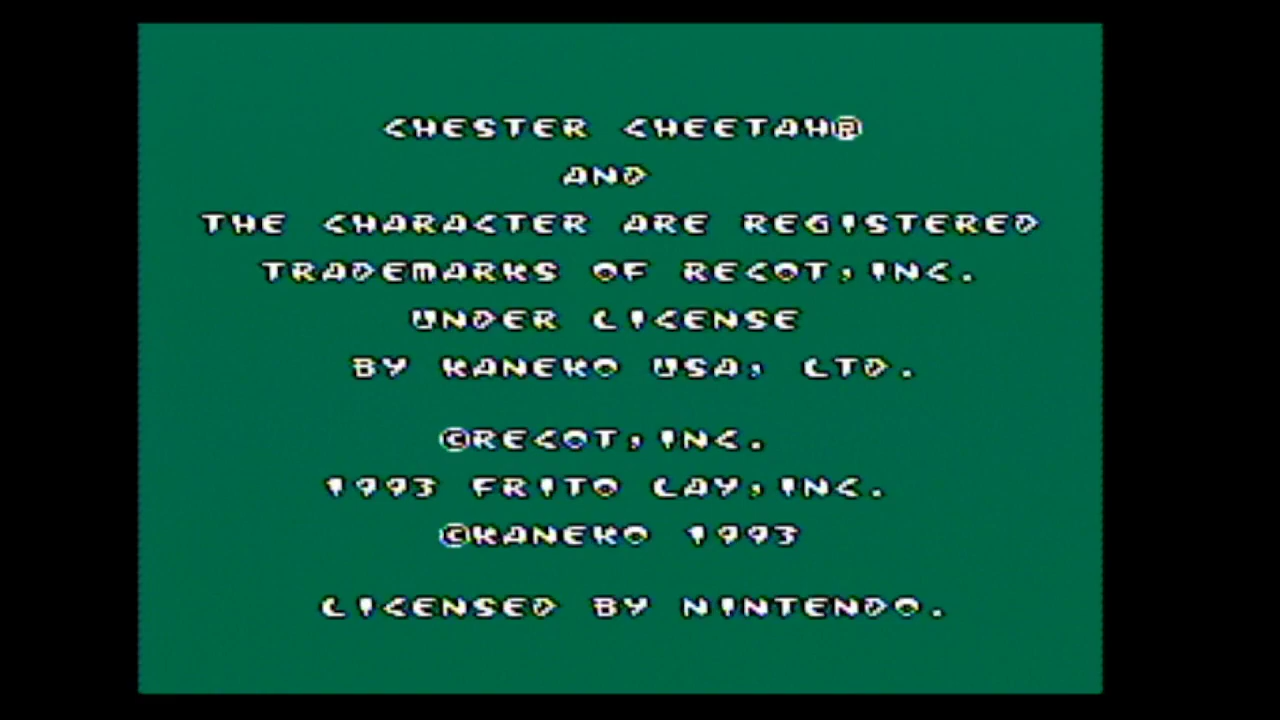 CHESTER CHEETAH®
AND
THE CHARACTER ARE REGISTERED
TRADEMARKS OF RECOT,INC.
UNDER LICENSE
BY KANEKO USA, LTD.
©RECOT,INC.
1993 FRITO LAY,INC.
©KANEKO 1993
LICENSED BY NINTENDO.